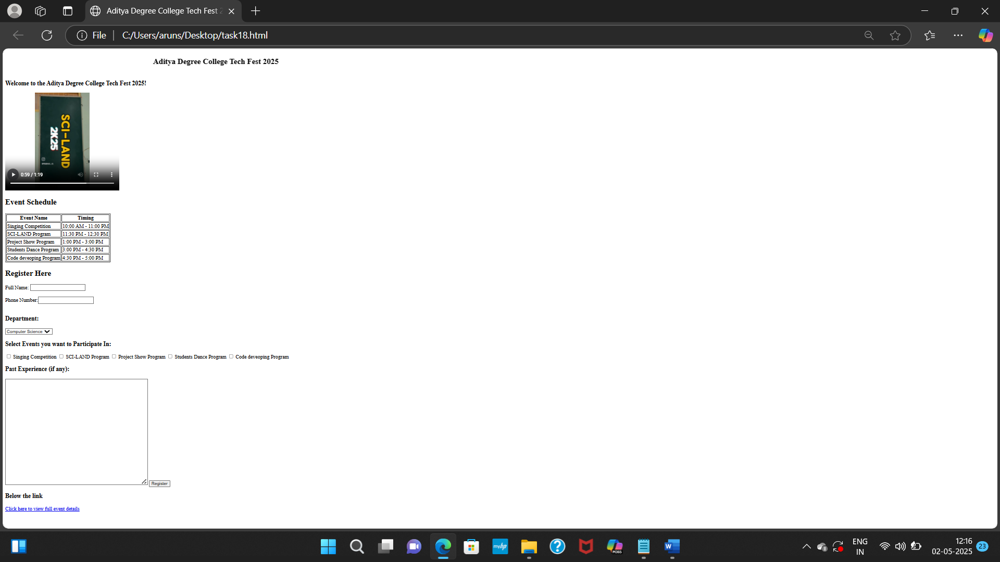 Aditya Degree College Tech Fest 2
File
C:/Users/aruns/Desktop/task18.html
Aditya Degree College Tech Fest 2025
Welcome to the Aditya Degree College Tech Fest 2025!
SCI-LAND
2K25
0:59 / 1:19
Event Schedule
Event Name Timing
Singing Competition 10:00 AM - 11:00 PM
SCI-LAND Program 11:30 PM - 12:30 PM
Project Show Program 1:00 PM - 3:00 PM
Students Dance Program 3:00 PM - 4:30 PM
Code deveoping Program 4:30 PM - 5:00 PM
Register Here
Full Name:
Phone Number:
Department:
Computer Science
Select Events you want to Participate In:
Singing Competition SCI-LAND Program Project Show Program Students Dance Program Code deveoping Program
Past Experience (if any):
Register
Below the link
Click here to view full event details
myhp
M365
W
ENG
IN
12:16
02-05-2025
23